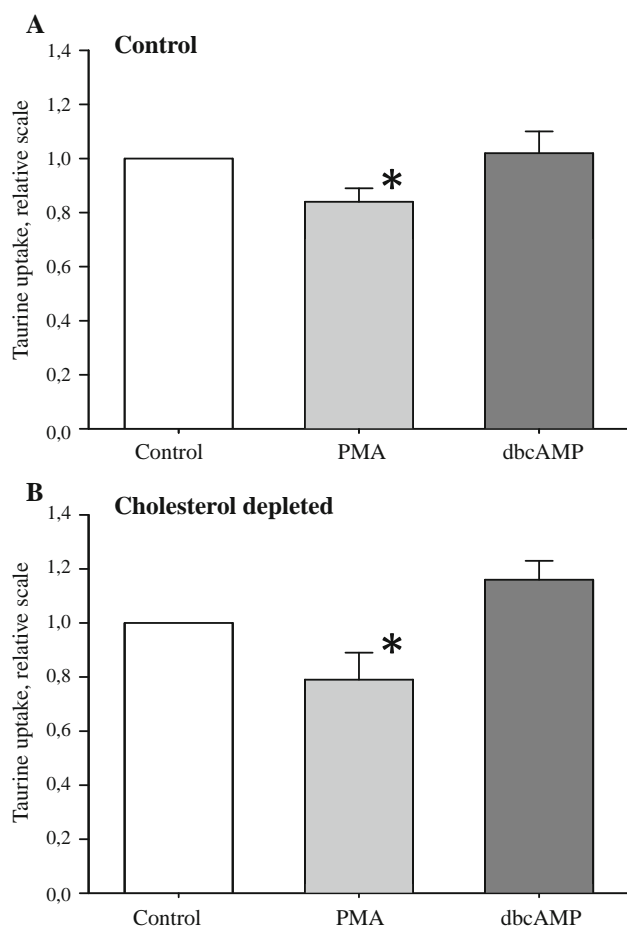 A
Control
Taurine uptake, relative scale
1,4
1,2
1,0
0,8
0,6
0,4
0,2
0,0
*
Control PMA dbcAMP
B
Cholesterol depleted
Taurine uptake, relative scale
1,4
1,2
1,0
0,8
0,6
0,4
0,2
0,0
*
Control PMA dbcAMP